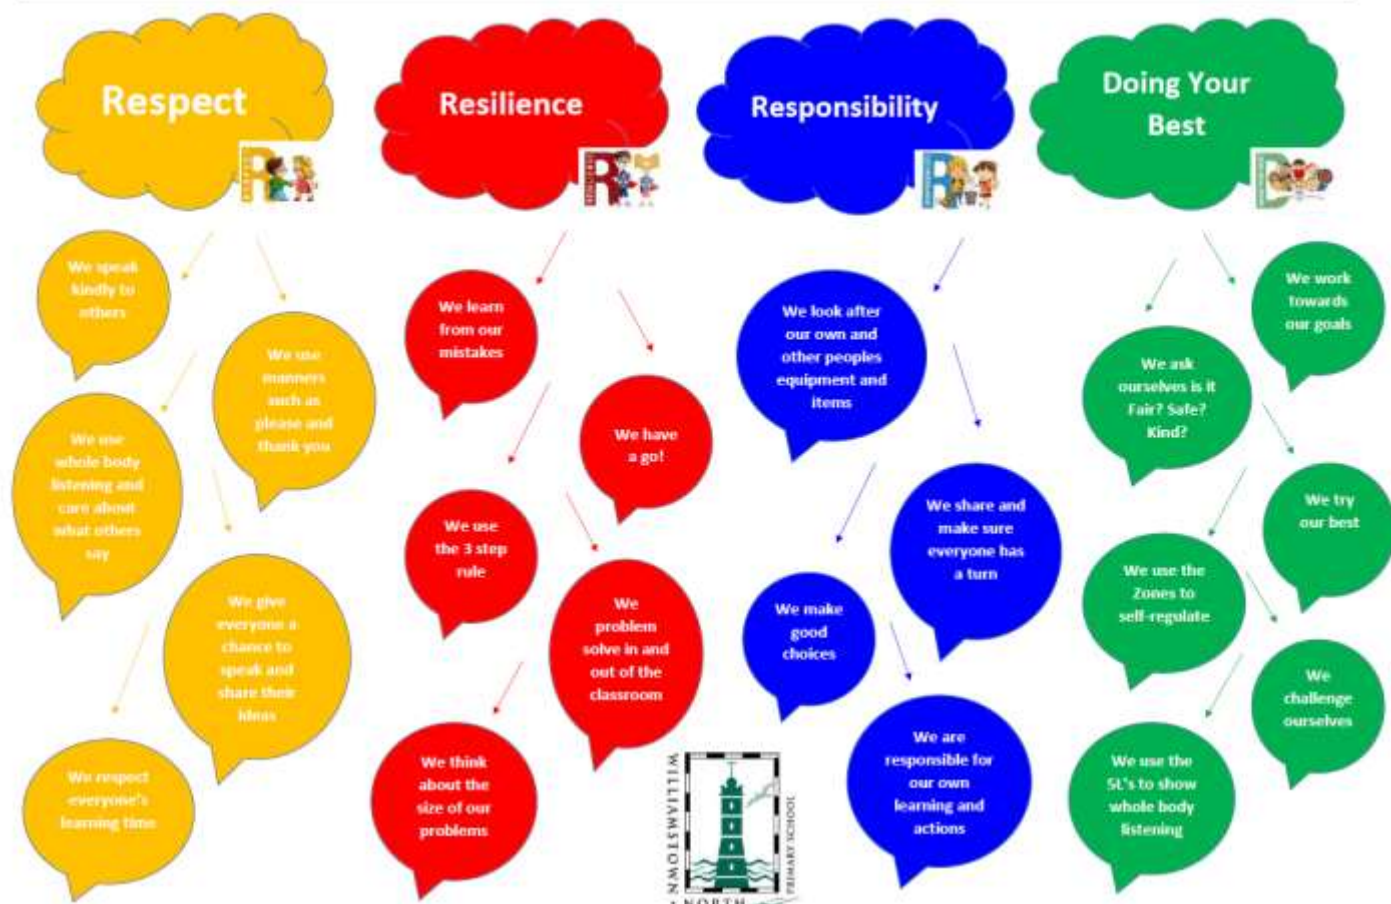 Respect
We speak
kindly to
others
We use
manners
such as
please and
thank you
We use
whole body
listening and
care about
what others
say
We give
everyone a
chance to
speak and
share their
ideas
We respect
everyone's
learning time
Resilience
We learn
from our
mistakes
We have
a go!
We use
the 3 step
rule
We
problem
solve in and
out of the
classroom
We think
about the
size of our
problems
Responsibility
We look after
our own and
other peoples
equipment and
items
We share and
make sure
everyone has
a turn
We make
good
choices
We are
responsible for
our own
learning and
actions
Doing Your
Best
We work
towards
our goals
We ask
ourselves is it
Fair? Safe?
Kind?
We try
our best
We use the
Zones to
self-regulate
We
challenge
ourselves
We use the
5L's to show
whole body
listening
WILLIAMSTOWN
NORTH
PRIMARY SCHOOL